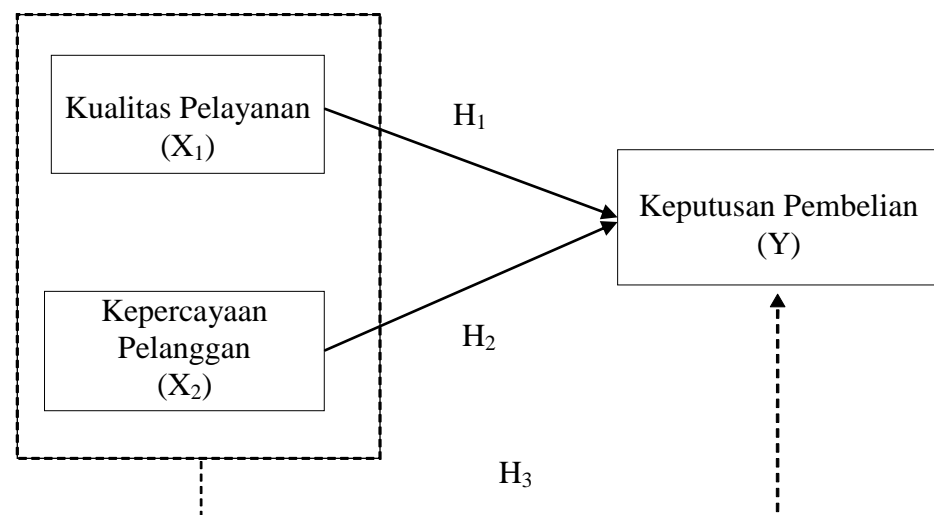 Kualitas Pelayanan
(X₁)
H₁
Keputusan Pembelian
(Y)
Kepercayaan
Pelanggan
(X₂)
H₂
H₃